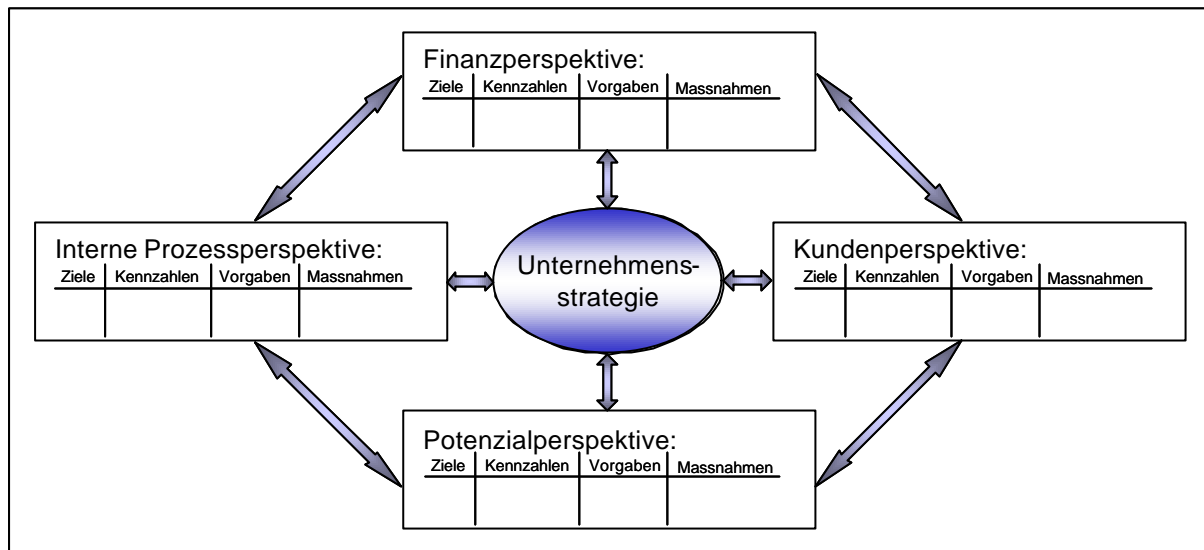 Finanzperspektive:
Ziele Kennzahlen Vorgaben Massnahmen
Interne Prozessperspektive:
Ziele Kennzahlen Vorgaben Massnahmen
Unternehmens-
strategie
Kundenperspektive:
Ziele Kennzahlen Vorgaben Massnahmen
Potenzialperspektive:
Ziele Kennzahlen Vorgaben Massnahmen